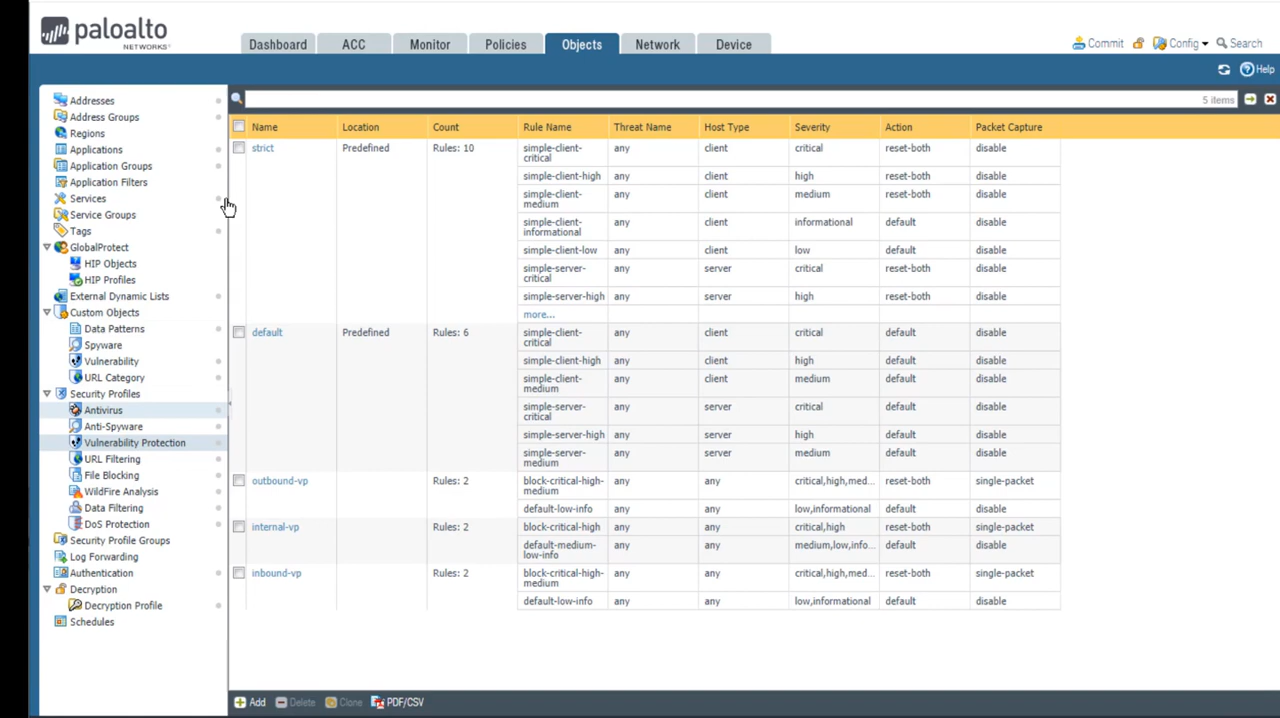 paloalto
NETWORKS
Dashboard ACC Monitor Policies Objects Network Device
Commit Config Search
Help
5 items
Addresses
Address Groups
Regions
Applications
Application Groups
Application Filters
Services
Service Groups
Tags
GlobalProtect
HIP Objects
HIP Profiles
External Dynamic Lists
Custom Objects
Data Patterns
Spyware
Vulnerability
URL Category
Security Profiles
Antivirus
Anti-Spyware
Vulnerability Protection
URL Filtering
File Blocking
WildFire Analysis
Data Filtering
DoS Protection
Security Profile Groups
Log Forwarding
Authentication
Decryption
Decryption Profile
Schedules
Name Location Count Rule Name Threat Name Host Type Severity Action Packet Capture
strict Predefined Rules: 10 simple-client- any client critical reset-both disable
critical
simple-client-high any client high reset-both disable
simple-client- any client medium reset-both disable
medium
simple-client- any client informational default disable
informational
simple-client-low any client low default disable
simple-server- any server critical reset-both disable
critical
simple-server-high any server high reset-both disable
more...
default Predefined Rules: 6 simple-client- any client critical default disable
critical
simple-client-high any client high default disable
simple-client- any client medium default disable
medium
simple-server- any server critical default disable
critical
simple-server-high any server high default disable
simple-server- any server medium default disable
medium
outbound-vp Rules: 2 block-critical-high- any any critical,high,med... reset-both single-packet
medium
default-low-info any any low,informational default disable
internal-vp Rules: 2 block-critical-high any any critical,high reset-both single-packet
default-medium- any any medium,low,info... default disable
low-info
inbound-vp Rules: 2 block-critical-high- any any critical,high,med... reset-both single-packet
medium
default-low-info any any low,informational default disable
Add Delete Clone PDF/CSV